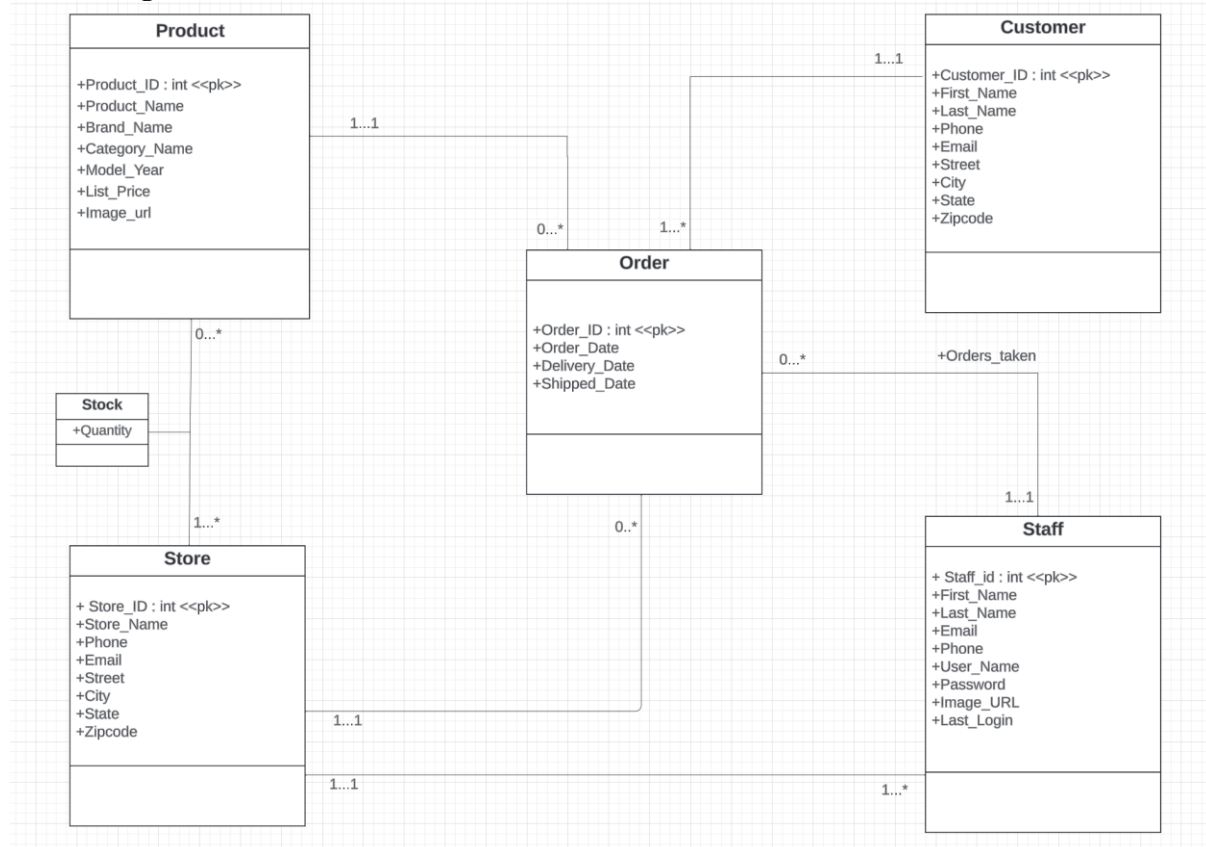 Product
+Product_ID : int <<pk>>
+Product_Name
+Brand_Name
+Category_Name
+Model_Year
+List_Price
+Image_url
Customer
+Customer_ID : int <<pk>>
+First_Name
+Last_Name
+Phone
+Email
+Street
+City
+State
+Zipcode
1...1
1...1
0...*
1...*
Order
+Order_ID : int <<pk>>
+Order_Date
+Delivery_Date
+Shipped_Date
0...*
+Orders_taken
0...*
Stock
+Quantity
1...*
0..*
1...1
Store
+ Store_ID : int <<pk>>
+Store_Name
+Phone
+Email
+Street
+City
+State
+Zipcode
Staff
+ Staff_id : int <<pk>>
+First_Name
+Last_Name
+Email
+Phone
+User_Name
+Password
+Image_URL
+Last_Login
1...1
1...1
1...*